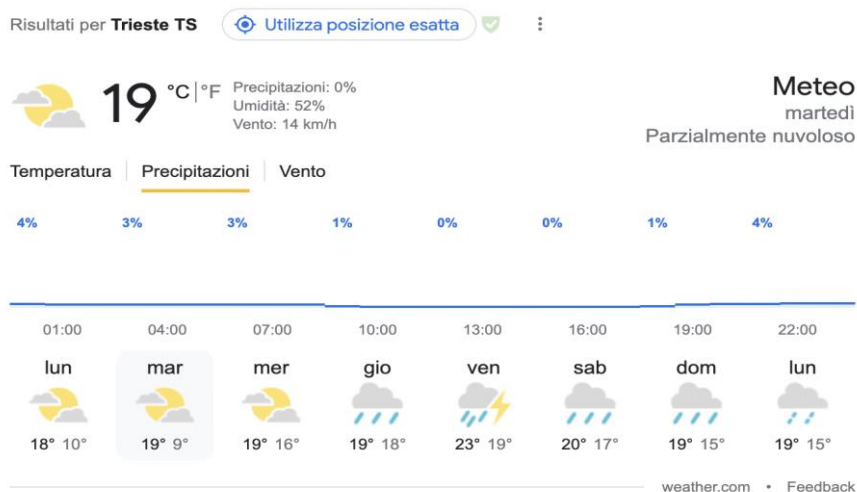 Risultati per Trieste TS
Utilizza posizione esatta
19 °C | °F
Precipitazioni: 0%
Umidità: 52%
Vento: 14 km/h
Meteo
martedì
Parzialmente nuvoloso
Temperatura | Precipitazioni | Vento
4% 3% 3% 1% 0% 0% 1% 4%
01:00 04:00 07:00 10:00 13:00 16:00 19:00 22:00
lun mar mer gio ven sab dom lun
18° 10° 19° 9° 19° 16° 19° 18° 23° 19° 20° 17° 19° 15° 19° 15°
weather.com • Feedback